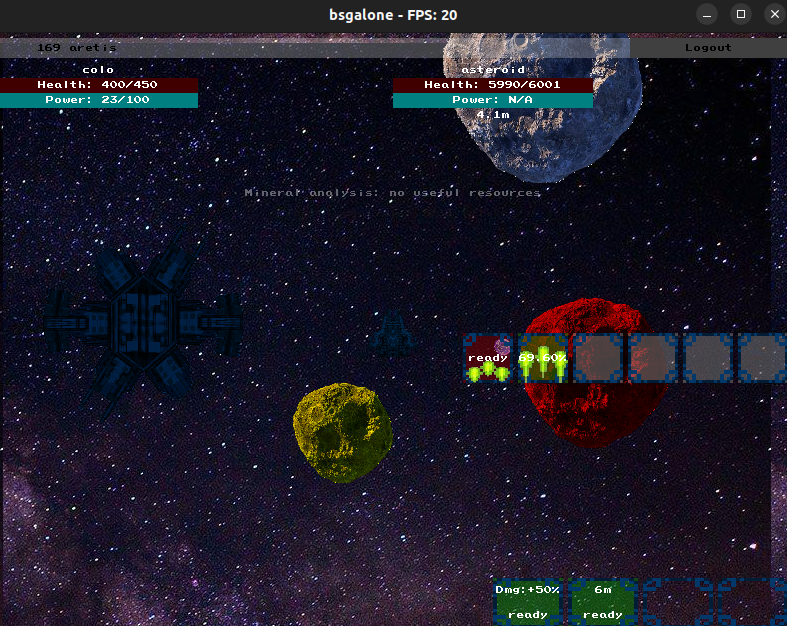 bsgalone - FPS: 20
169 aretis
Logout
colo
Health: 400/450
Power: 23/100
asteroid
Health: 5990/6001
Power: N/A
4.1m
Mineral analysis: no useful resources
ready
69.60%
Dmg:+50%
6m
ready
ready